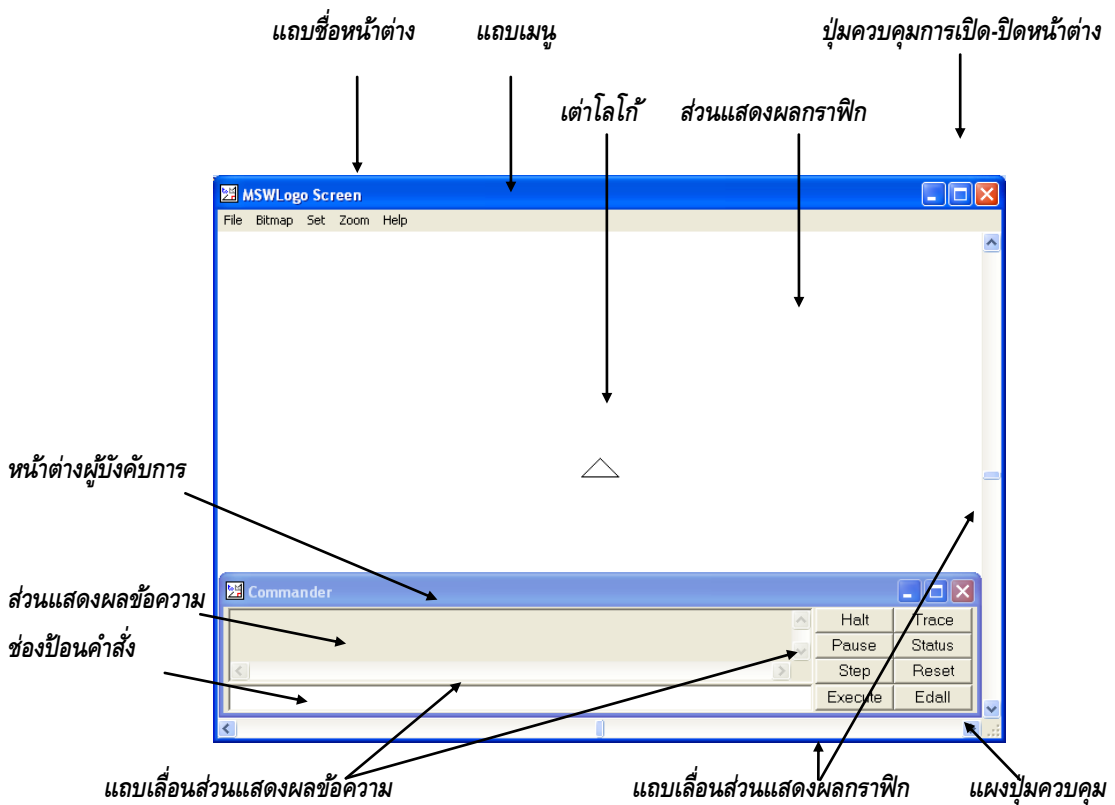 แถบชื่อหน้าต่าง แถบเมนู ปุ่มควบคุมการเปิด-ปิดหน้าต่าง
เต่าโลโก้ ส่วนแสดงผลกราฟิก
MSWLogo Screen
File Bitmap Set Zoom Help
หน้าต่างผู้บังคับการ
ส่วนแสดงผลข้อความ
ช่องป้อนคำสั่ง
Commander
Halt Trace
Pause Status
Step Reset
Execute Edall
แถบเลื่อนส่วนแสดงผลข้อความ แถบเลื่อนส่วนแสดงผลกราฟิก แผงปุ่มควบคุม